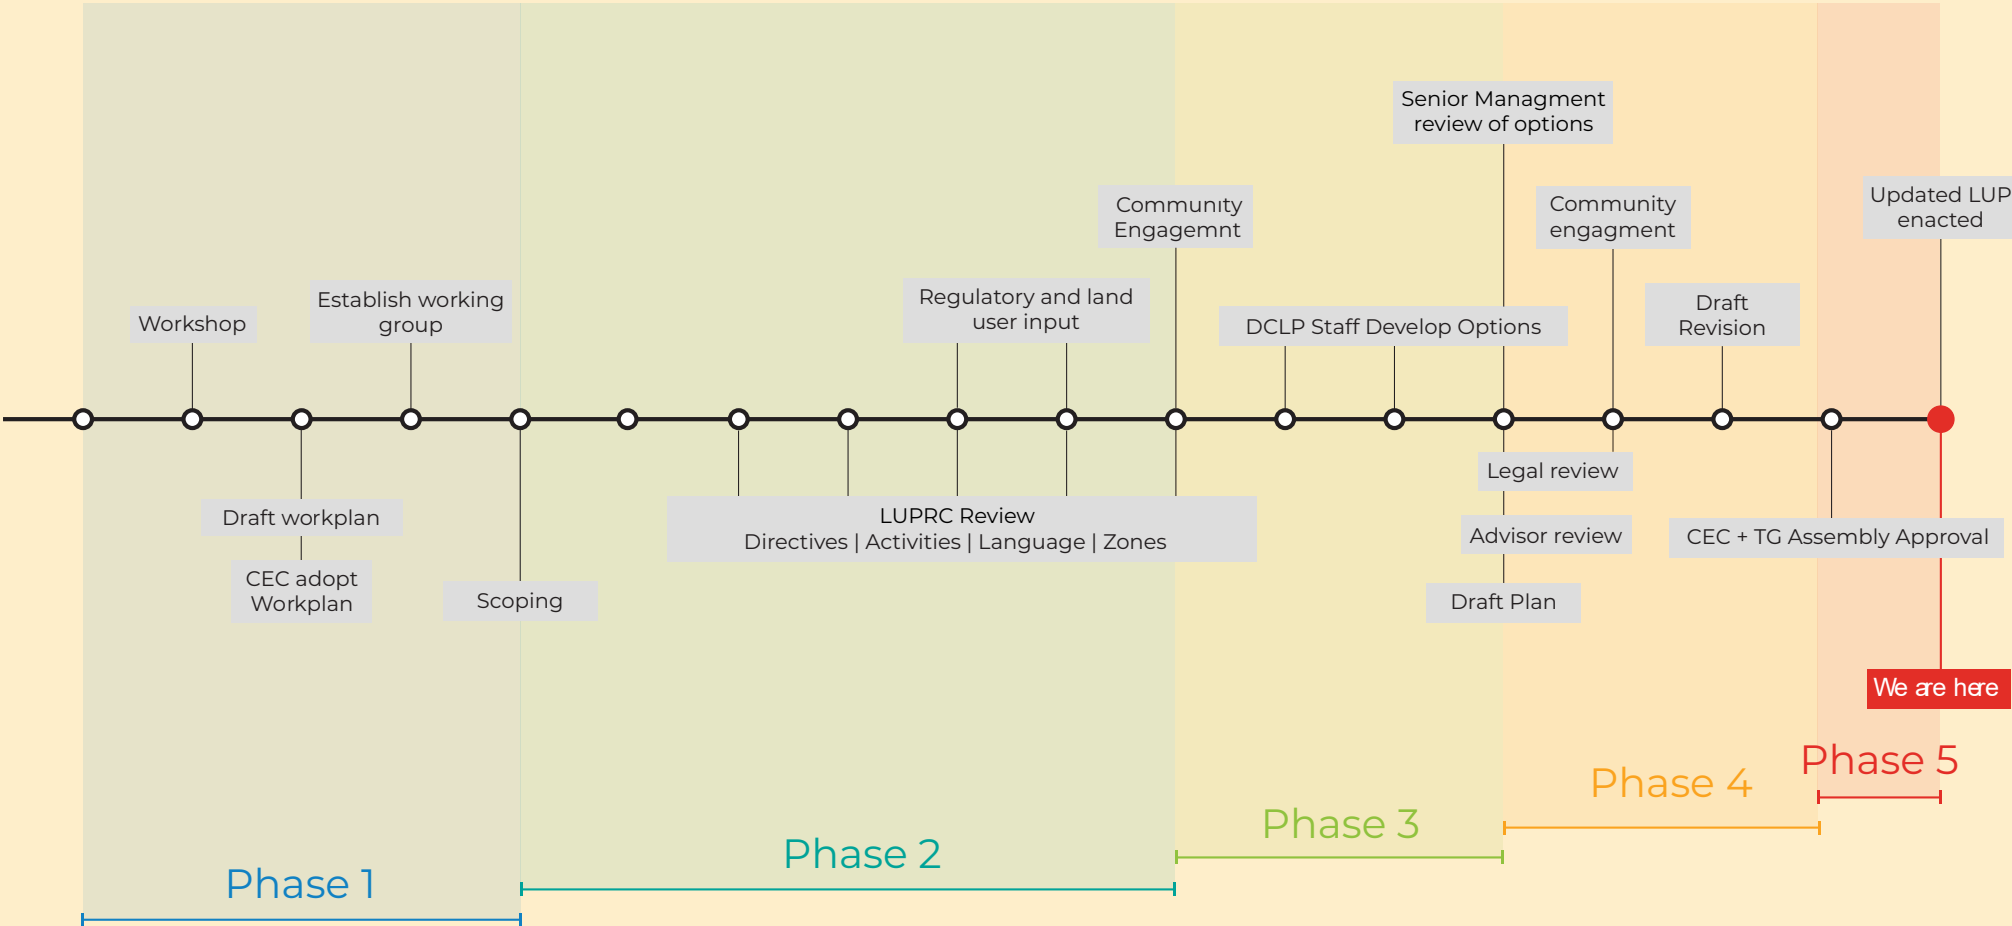 Senior Managment
review of options
Community
Engagemnt
Community
engagment
Updated LUP
enacted
Workshop
Establish working
group
Regulatory and land
user input
DCLP Staff Develop Options
Draft
Revision
Legal review
Draft workplan
LUPRC Review
Directives | Activities | Language | Zones
Advisor review
CEC + TG Assembly Approval
CEC adopt
Workplan
Scoping
Draft Plan
We are here
Phase 5
Phase 4
Phase 3
Phase 2
Phase 1